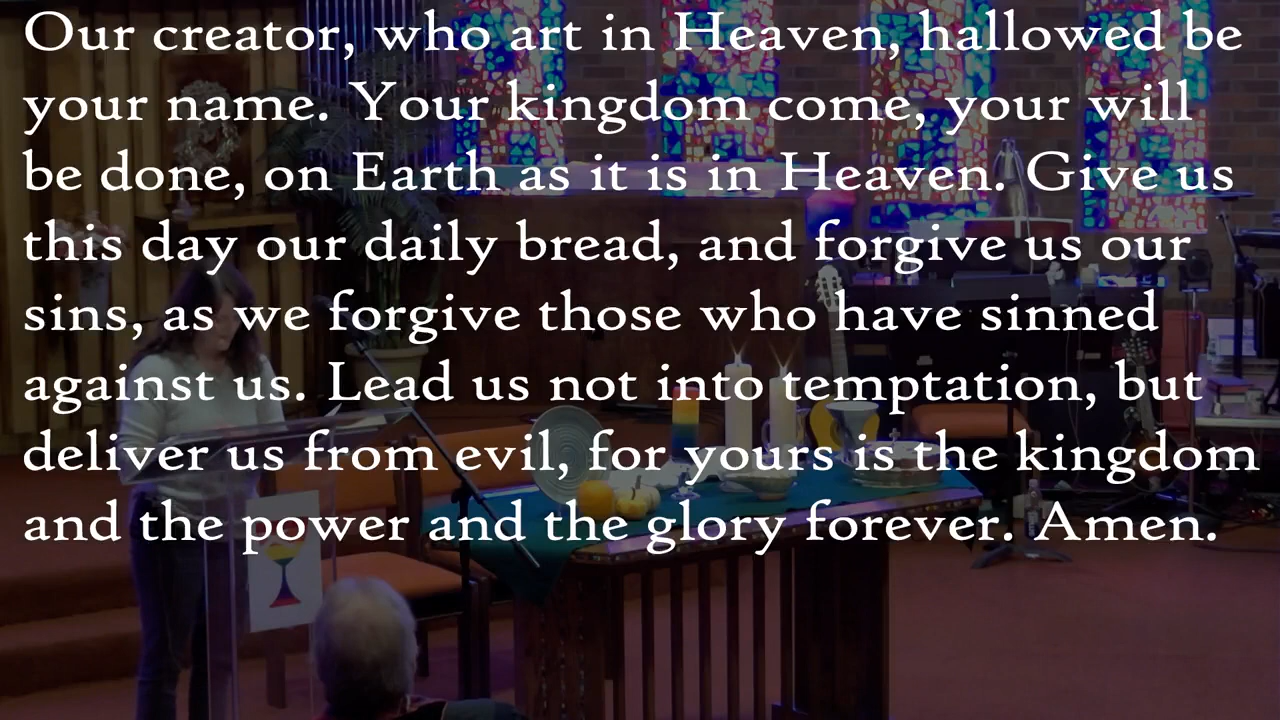 Our creator, who art in Heaven, hallowed be
your name. Your kingdom come, your will
be done, on Earth as it is in Heaven. Give us
this day our daily bread, and forgive us our
sins, as we forgive those who have sinned
against us. Lead us not into temptation, but
deliver us from evil, for yours is the kingdom
and the power and the glory forever. Amen.